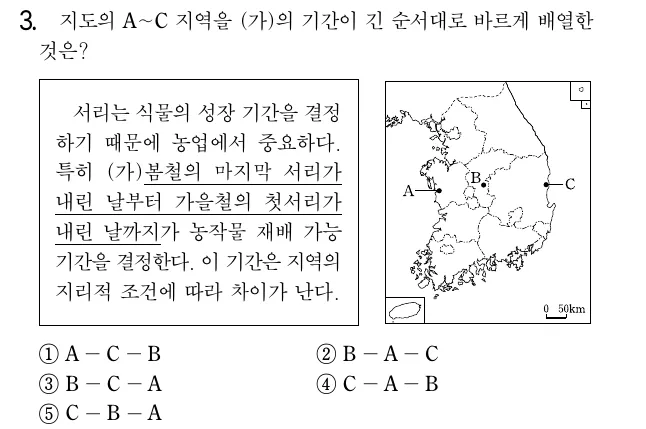 3. 지도의 A~C 지역을 (가)의 기간이 긴 순서대로 바르게 배열한
것은?
서리는 식물의 성장 기간을 결정
하기 때문에 농업에서 중요하다.
특히 (가)봄철의 마지막 서리가
내린 날부터 가을철의 첫서리가
내린 날까지가 농작물 재배 가능
기간을 결정한다. 이 기간은 지역의
지리적 조건에 따라 차이가 난다.
A
B
C
0 50km
① A - C - B
② B - A - C
③ B - C - A
④ C - A - B
⑤ C - B - A